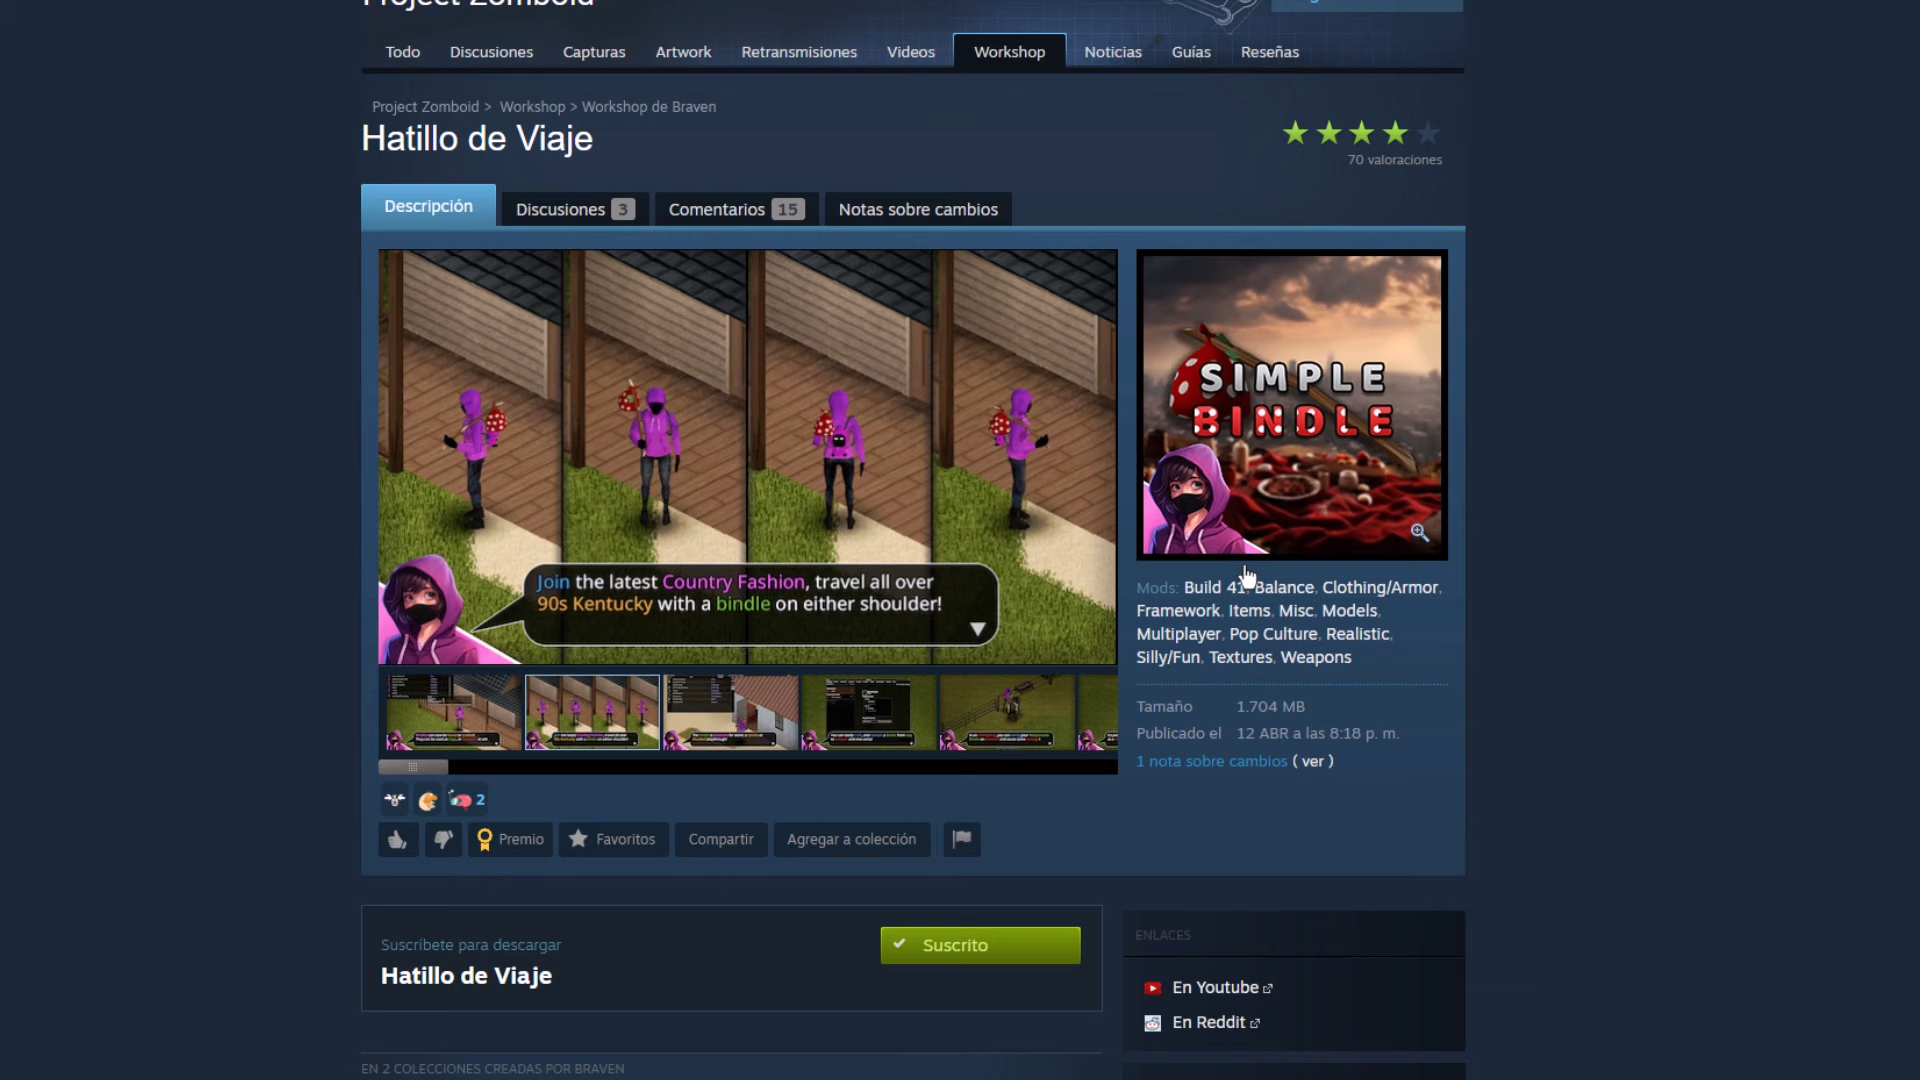 Project Zomboid
Todo
Discusiones
Capturas
Artwork
Retransmisiones
Videos
Workshop
Noticias
Guías
Reseñas
Project Zomboid > Workshop > Workshop de Braven
Hatillo de Viaje
70 valoraciones
Descripción
Discusiones 3
Comentarios 15
Notas sobre cambios
Join the latest Country Fashion, travel all over
90s Kentucky with a bindle on either shoulder!
SIMPLE
BINDLE
Mods: Build 41, Balance, Clothing/Armor,
Framework, Items, Misc, Models,
Multiplayer, Pop Culture, Realistic,
Silly/Fun, Textures, Weapons
Tamaño 1.704 MB
Publicado el 12 ABR a las 8:18 p. m.
1 nota sobre cambios ( ver )
2
Premio
Favoritos
Compartir
Agregar a colección
Suscríbete para descargar
Hatillo de Viaje
Suscrito
ENLACES
En Youtube
En Reddit
EN 2 COLECCIONES CREADAS POR BRAVEN